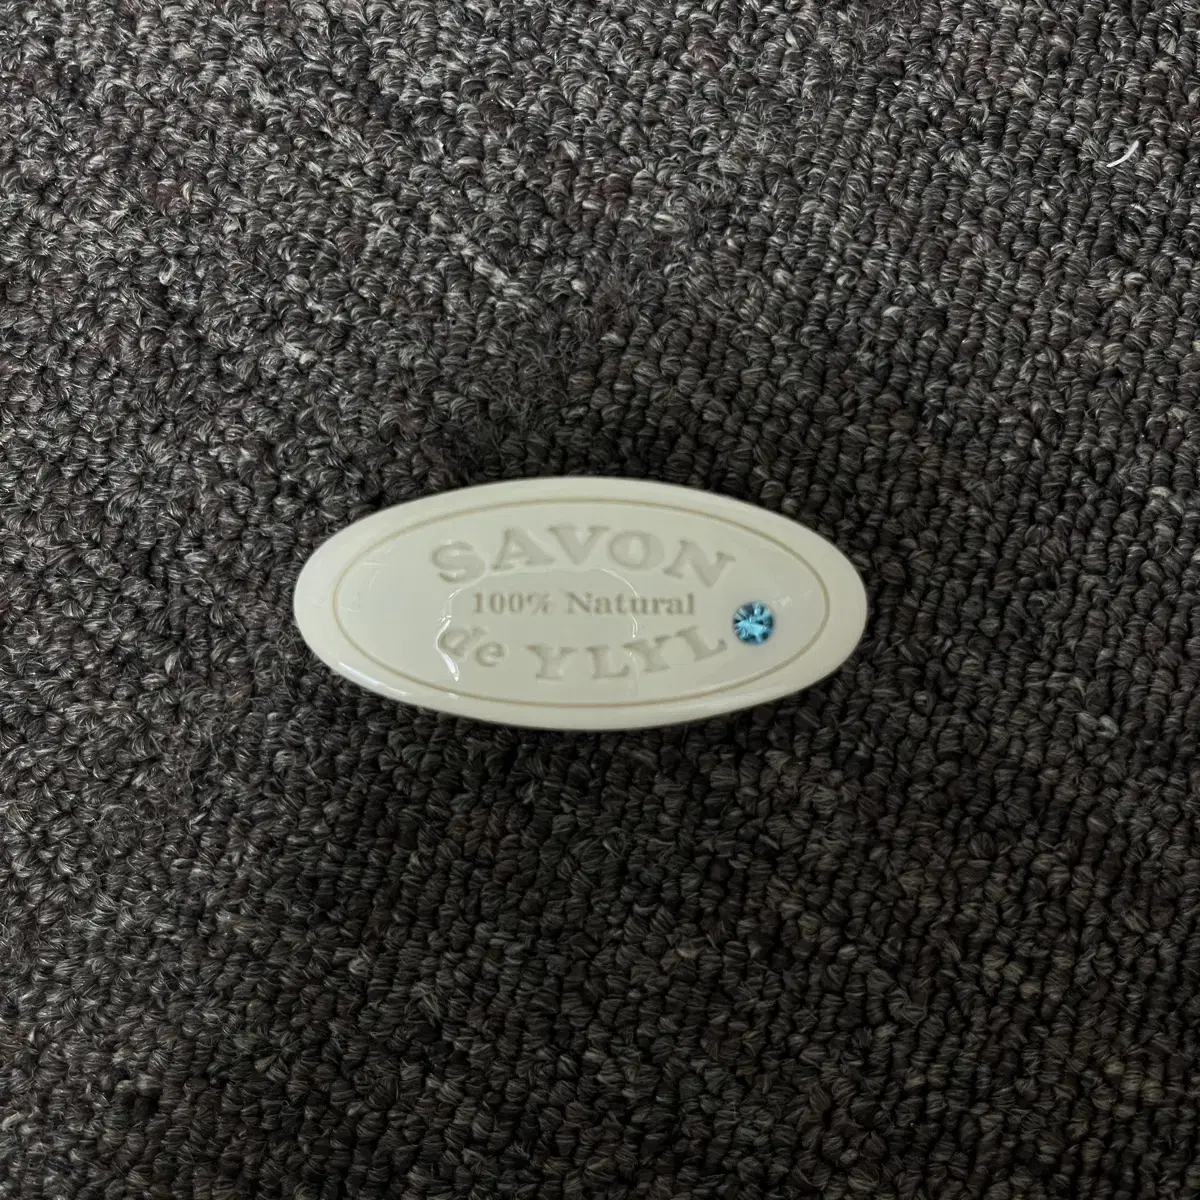 SAVON
100% Natural
de YLYL